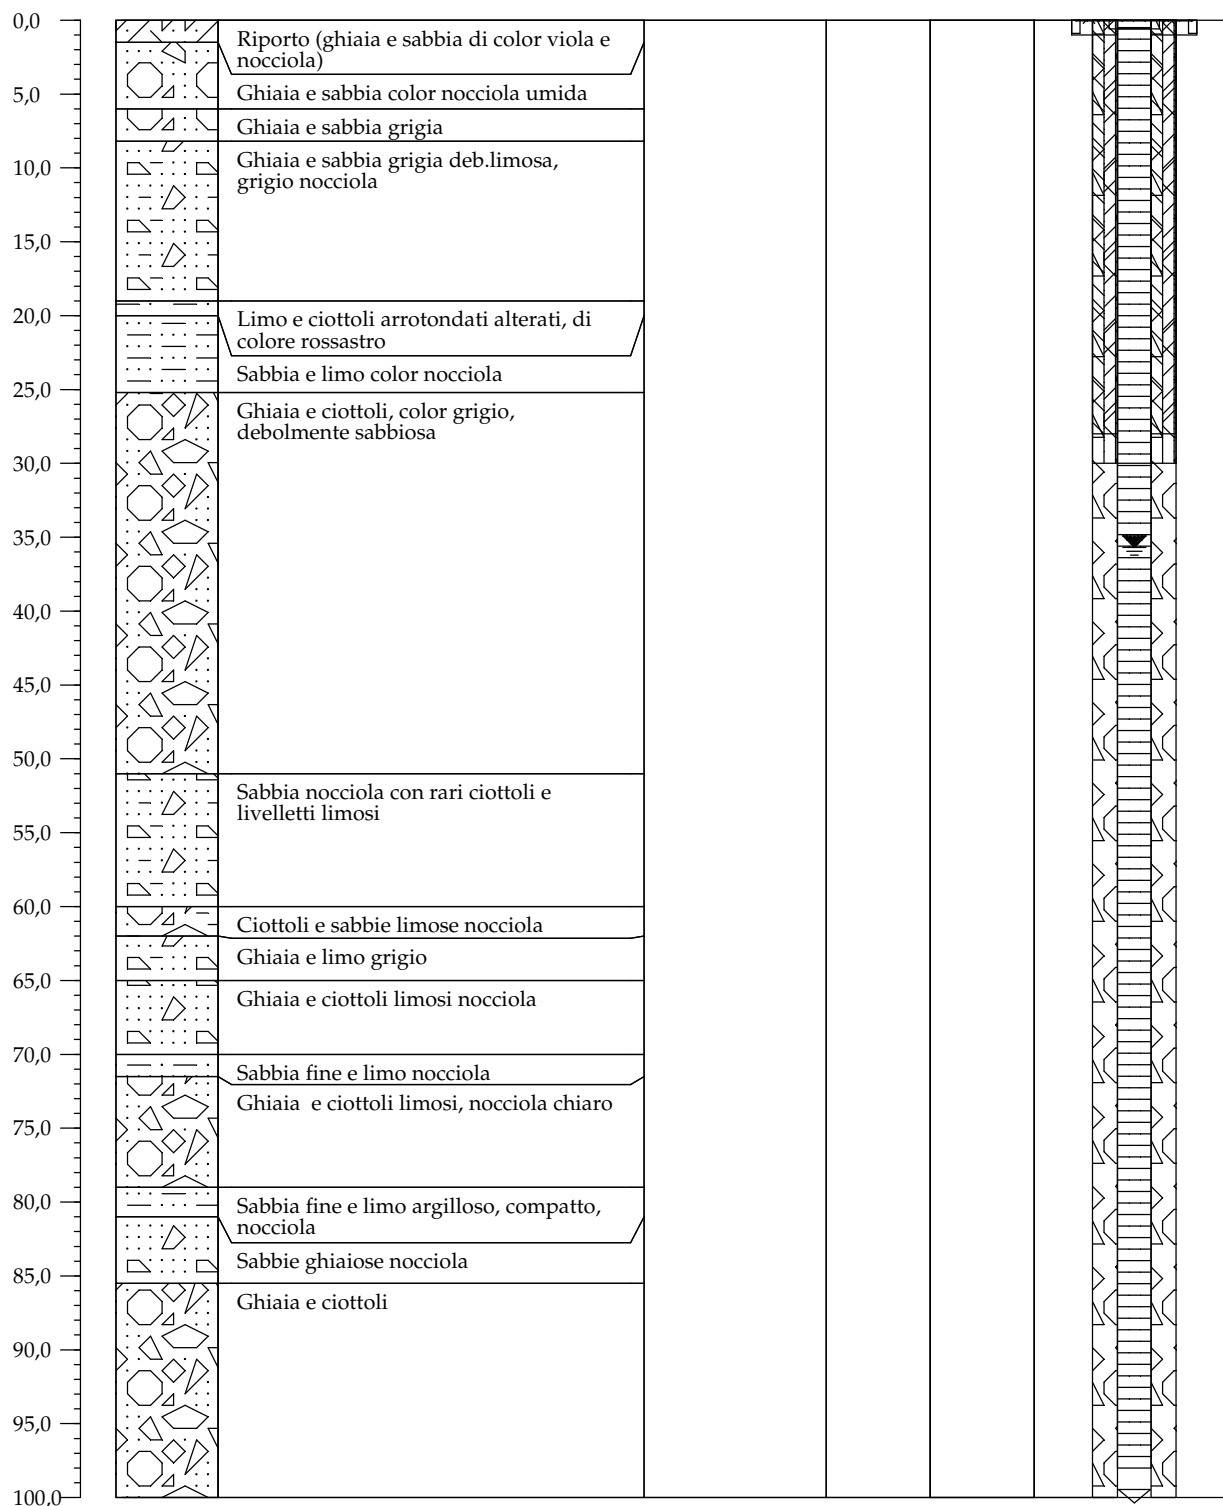 0,0
Riporto (ghiaia e sabbia di color viola e
nocciola)
5,0
Ghiaia e sabbia color nocciola umida
Ghiaia e sabbia grigia
10,0
Ghiaia e sabbia grigia deb.limosa,
grigio nocciola
15,0
20,0
Limo e ciottoli arrotondati alterati, di
colore rossastro
Sabbia e limo color nocciola
25,0
Ghiaia e ciottoli, color grigio,
debolmente sabbiosa
30,0
35,0
40,0
45,0
50,0
Sabbia nocciola con rari ciottoli e
livelletti limosi
55,0
60,0
Ciottoli e sabbie limose nocciola
Ghiaia e limo grigio
65,0
Ghiaia e ciottoli limosi nocciola
70,0
Sabbia fine e limo nocciola
Ghiaia  e ciottoli limosi, nocciola chiaro
75,0
80,0
Sabbia fine e limo argilloso, compatto,
nocciola
Sabbie ghiaiose nocciola
85,0
Ghiaia e ciottoli
90,0
95,0
100,0